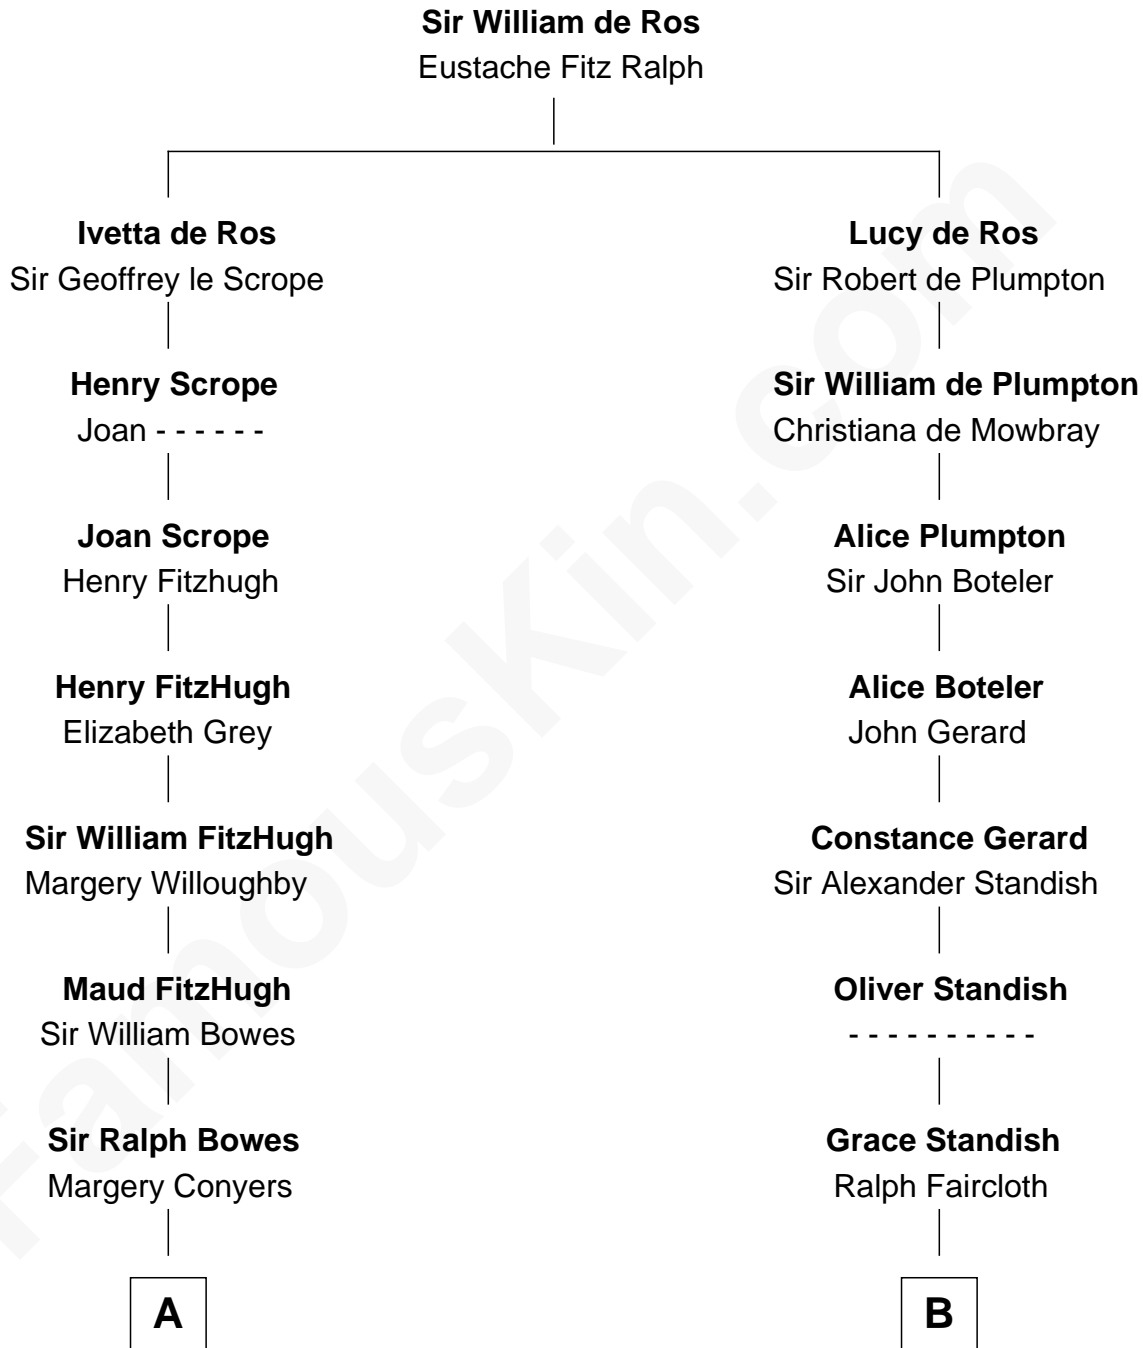 Sir William de Ros
Eustache Fitz Ralph
Ivetta de Ros
Sir Geoffrey le Scrope
Henry Scrope
Joan - - - - - -
Joan Scrope
Henry Fitzhugh
Henry FitzHugh
Elizabeth Grey
Sir William FitzHugh
Margery Willoughby
Maud FitzHugh
Sir William Bowes
Sir Ralph Bowes
Margery Conyers
A
Lucy de Ros
Sir Robert de Plumpton
Sir William de Plumpton
Christiana de Mowbray
Alice Plumpton
Sir John Boteler
Alice Boteler
John Gerard
Constance Gerard
Sir Alexander Standish
Oliver Standish
- - - - - - - - - -
Grace Standish
Ralph Faircloth
B
FamousKin.com